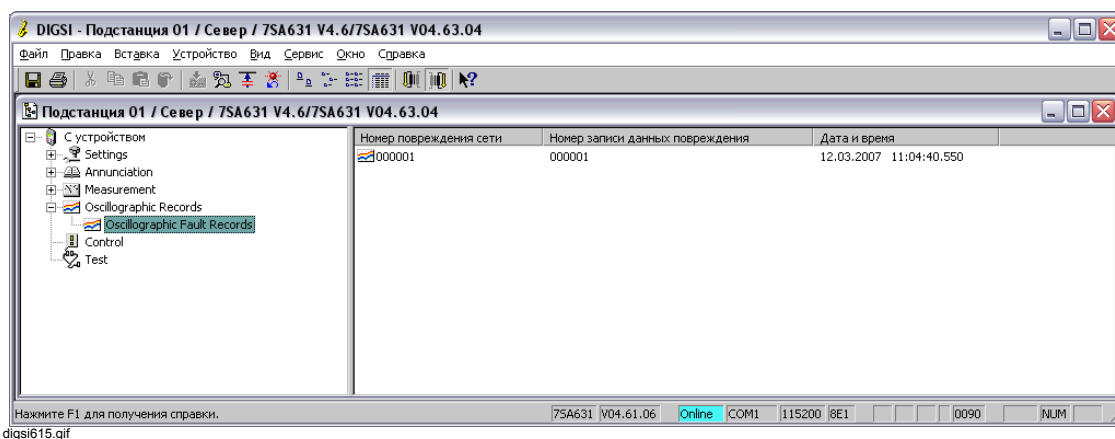 DIGSI - Подстанция 01 / Север / 7SA631 V4.6/7SA631 V04.63.04
Файл Правка Вставка Устройство Вид Сервис Окно Справка
Подстанция 01 / Север / 7SA631 V4.6/7SA631 V04.63.04
С устройством
Settings
Annunciation
Measurement
Oscillographic Records
Oscillographic Fault Records
Control
Test
Номер повреждения сети Номер записи данных повреждения Дата и время
000001 000001 12.03.2007 11:04:40.550
Нажмите F1 для получения справки. 7SA631 V04.61.06 Online COM1 115200 8E1 0090 NUM
digsi615.gif